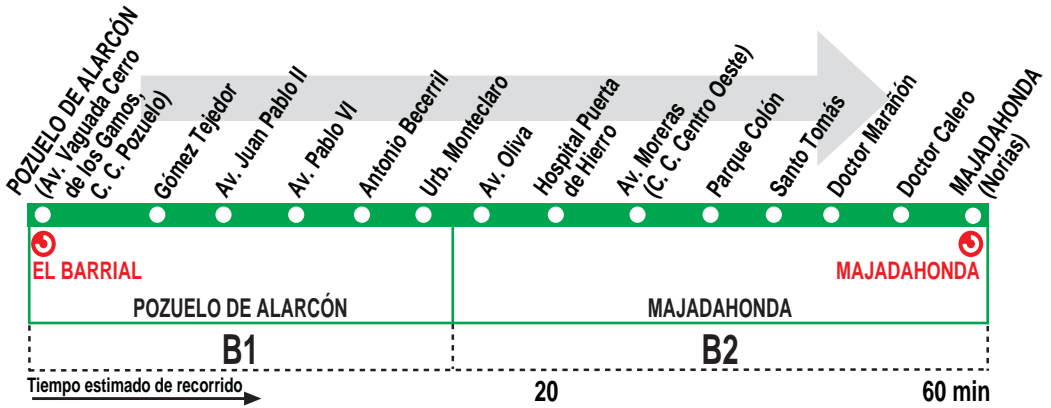 POZUELO DE ALARCÓN
(Av. Vaguada Cerro
de los Gamos,
C. C. Pozuelo)
Gómez Tejedor
Av. Juan Pablo II
Av. Pablo VI
Antonio Becerril
Urb. Monteclaro
Av. Oliva
Hospital Puerta
de Hierro
Av. Moreras
(C. C. Centro Oeste)
Parque Colón
Santo Tomás
Doctor Marañón
Doctor Calero
MAJADAHONDA
(Norias)
EL BARRIAL
MAJADAHONDA
POZUELO DE ALARCÓN
MAJADAHONDA
B1
B2
Tiempo estimado de recorrido
20
60 min